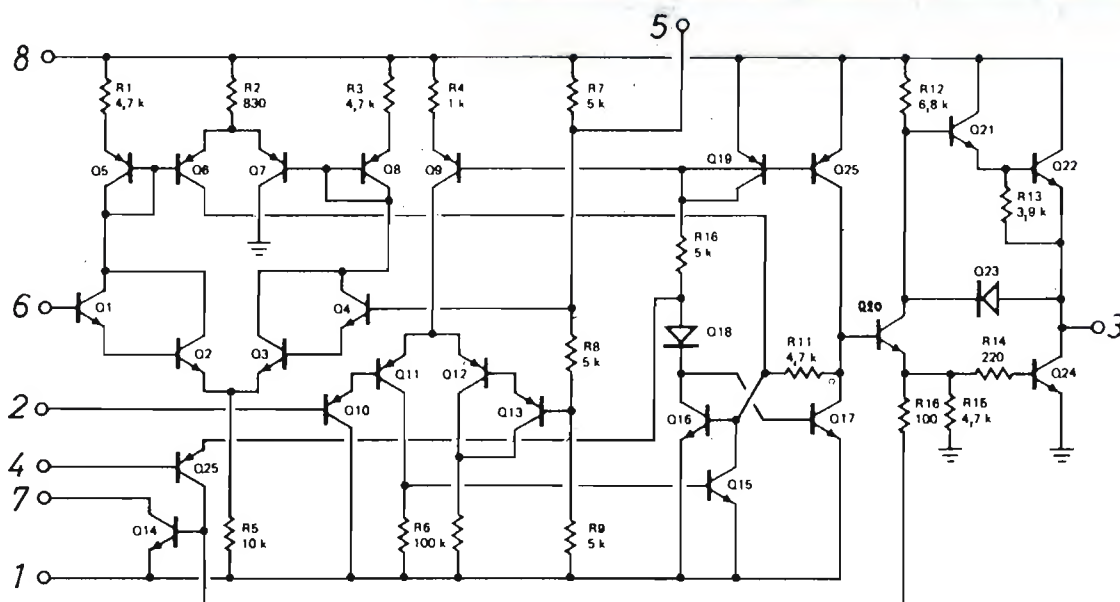 5
8
R1
4,7 k
R2
830
R3
4,7 k
R4
1 k
R7
5 k
R12
6,8 k
Q21
Q5
Q6
Q7
Q8
Q9
Q19
Q25
Q22
R13
3,9 k
R16
5 k
6
Q1
Q4
Q2
Q3
Q18
Q20
Q23
3
R8
5 k
R11
4,7 k
R14
220
Q24
Q11
Q12
2
Q10
Q13
Q16
Q17
R16
100
R15
4,7 k
4
Q25
Q15
7
Q14
R5
10 k
R6
100 k
R9
5 k
1